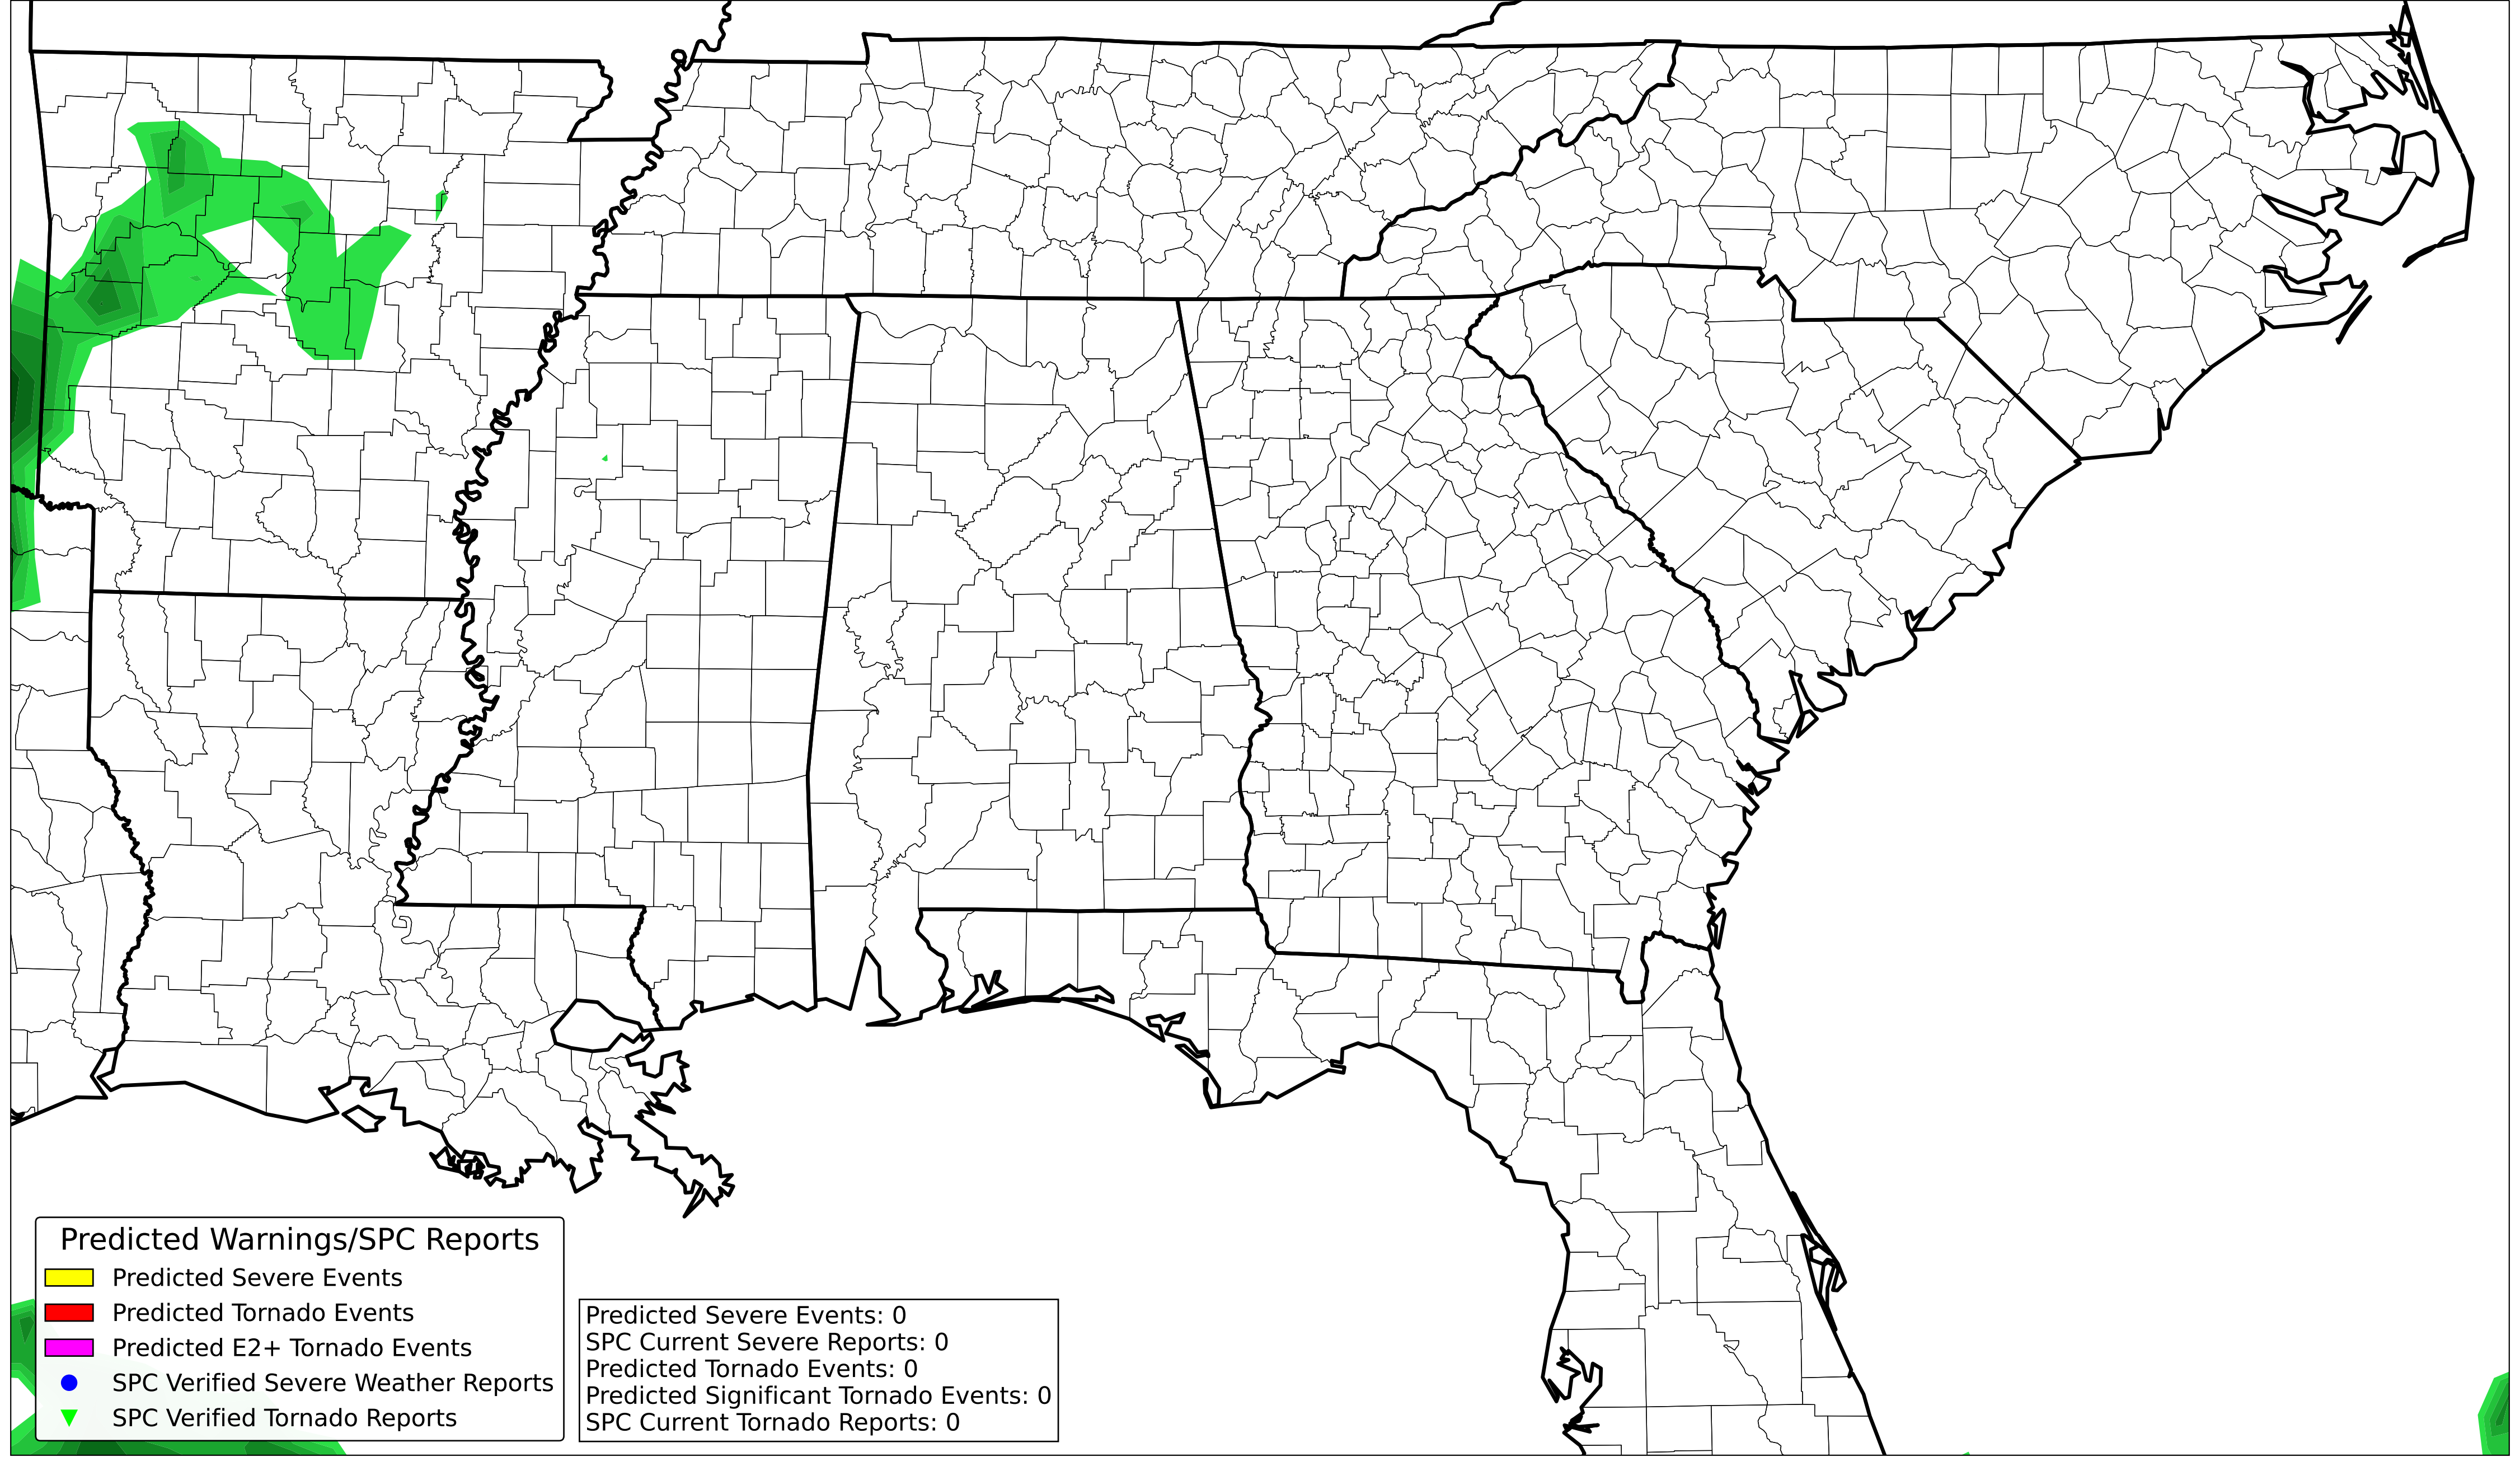 Predicted Warnings/SPC Reports
Predicted Severe Events
Predicted Tornado Events
Predicted E2+ Tornado Events
SPC Verified Severe Weather Reports
SPC Verified Tornado Reports
Predicted Severe Events: 0
SPC Current Severe Reports: 0
Predicted Tornado Events: 0
Predicted Significant Tornado Events: 0
SPC Current Tornado Reports: 0